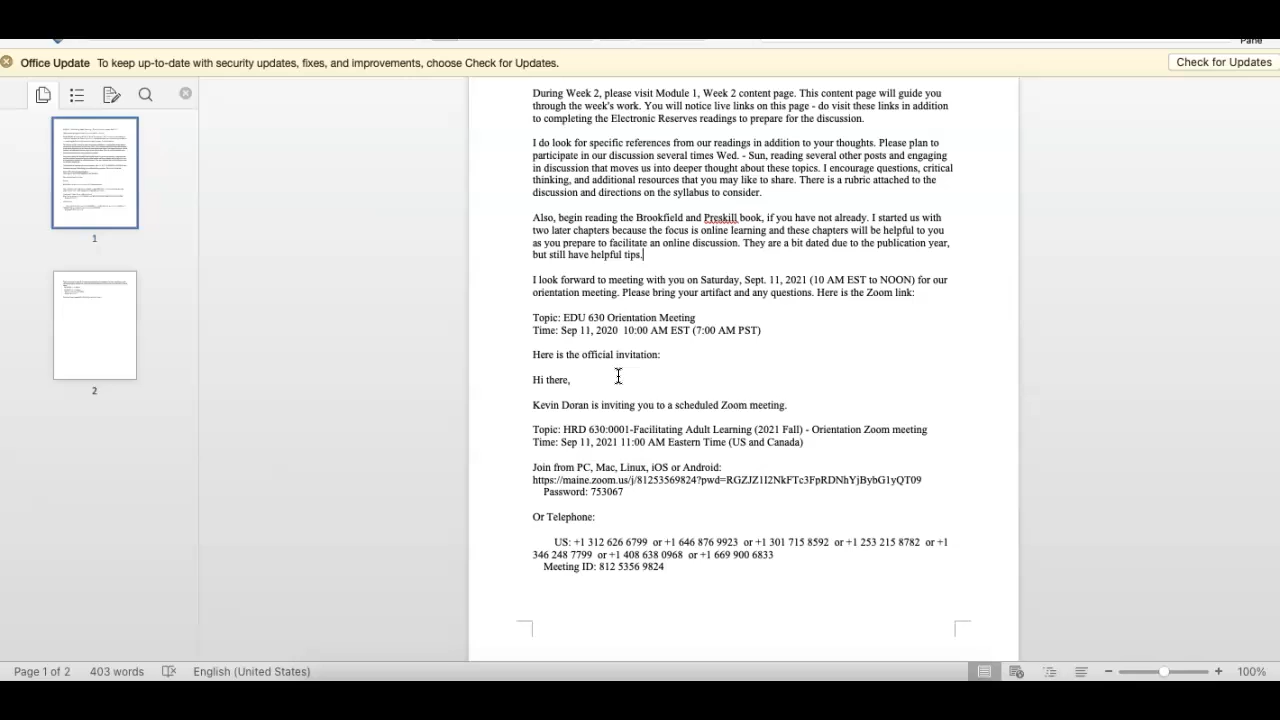 Pane
Office Update To keep up-to-date with security updates, fixes, and improvements, choose Check for Updates.
Check for Updates
During Week 2, please visit Module 1, Week 2 content page. This content page will guide you
through the week's work. You will notice live links on this page - do visit these links in addition
to completing the Electronic Reserves readings to prepare for the discussion.
I do look for specific references from our readings in addition to your thoughts. Please plan to
participate in our discussion several times Wed. - Sun, reading several other posts and engaging
in discussion that moves us into deeper thought about these topics. I encourage questions, critical
thinking, and additional resources that you may like to share. There is a rubric attached to the
discussion and directions on the syllabus to consider.
Also, begin reading the Brookfield and Preskill book, if you have not already. I started us with
two later chapters because the focus is online learning and these chapters will be helpful to you
as you prepare to facilitate an online discussion. They are a bit dated due to the publication year,
but still have helpful tips.
I look forward to meeting with you on Saturday, Sept. 11, 2021 (10 AM EST to NOON) for our
orientation meeting. Please bring your artifact and any questions. Here is the Zoom link:
Topic: EDU 630 Orientation Meeting
Time: Sep 11, 2020 10:00 AM EST (7:00 AM PST)
Here is the official invitation:
Hi there,
Kevin Doran is inviting you to a scheduled Zoom meeting.
Topic: HRD 630:0001-Facilitating Adult Learning (2021 Fall) - Orientation Zoom meeting
Time: Sep 11, 2021 11:00 AM Eastern Time (US and Canada)
Join from PC, Mac, Linux, iOS or Android:
https://maine.zoom.us/j/81253569824?pwd=RGZJZ1I2NkFTc3FpRDNhYjBybG1yQT09
Password: 753067
Or Telephone:
US: +1 312 626 6799 or +1 646 876 9923 or +1 301 715 8592 or +1 253 215 8782 or +1
346 248 7799 or +1 408 638 0968 or +1 669 900 6833
Meeting ID: 812 5356 9824
1
2
Page 1 of 2 403 words English (United States) 100%